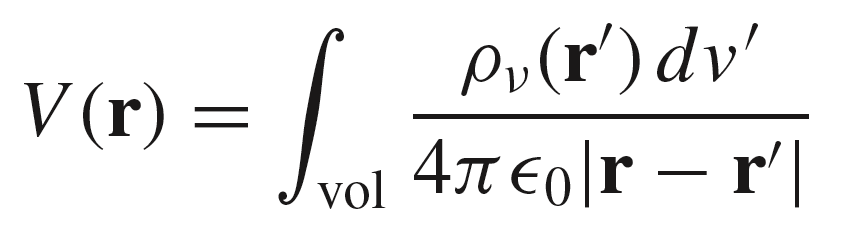 V(r) = ∫_vol ρ_ν(r′) dv′ / 4πϵ₀|r − r′|